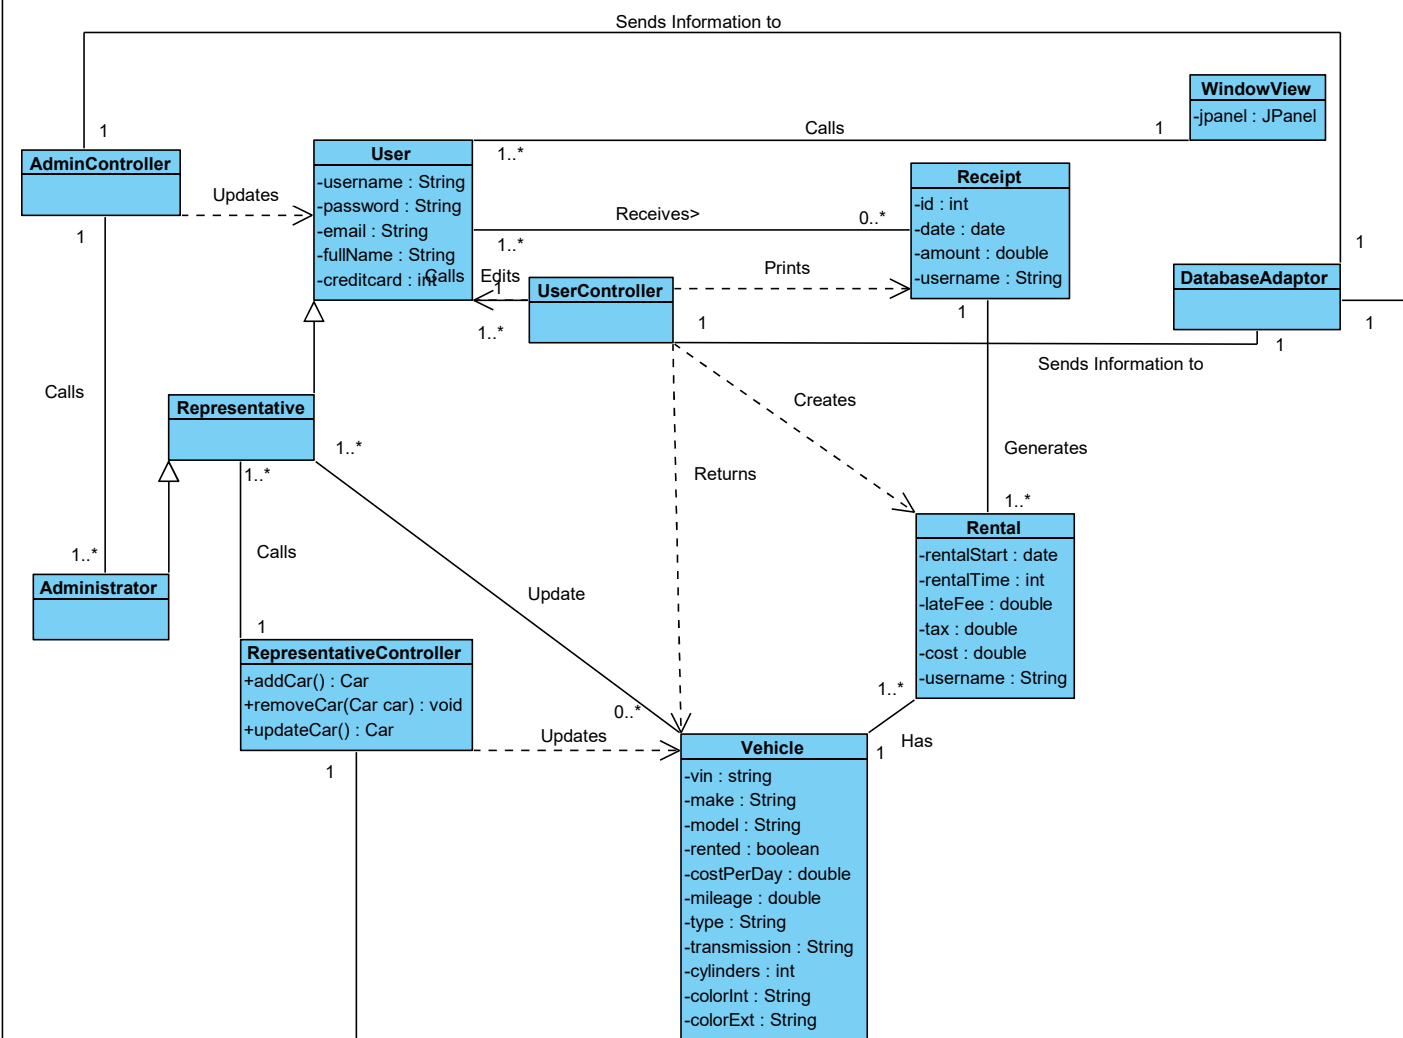 Sends Information to
WindowView
-jpanel : JPanel
1
Calls
1
1..*
AdminController
User
-username : String
-password : String
-email : String
-fullName : String
-creditcard : int
Updates
1
Receives>
0..*
1..*
Receipt
-id : int
-date : date
-amount : double
-username : String
1
1
DatabaseAdaptor
1
1
Calls
Edits
1
1..*
UserController
Prints
1
Sends Information to
Calls
Creates
Returns
Generates
1..*
Representative
1..*
1..*
1..*
Administrator
Calls
1
Update
0..*
Rental
-rentalStart : date
-rentalTime : int
-lateFee : double
-tax : double
-cost : double
-username : String
1..*
1
Has
RepresentativeController
+addCar() : Car
+removeCar(Car car) : void
+updateCar() : Car
1
Updates
Vehicle
-vin : string
-make : String
-model : String
-rented : boolean
-costPerDay : double
-mileage : double
-type : String
-transmission : String
-cylinders : int
-colorInt : String
-colorExt : String